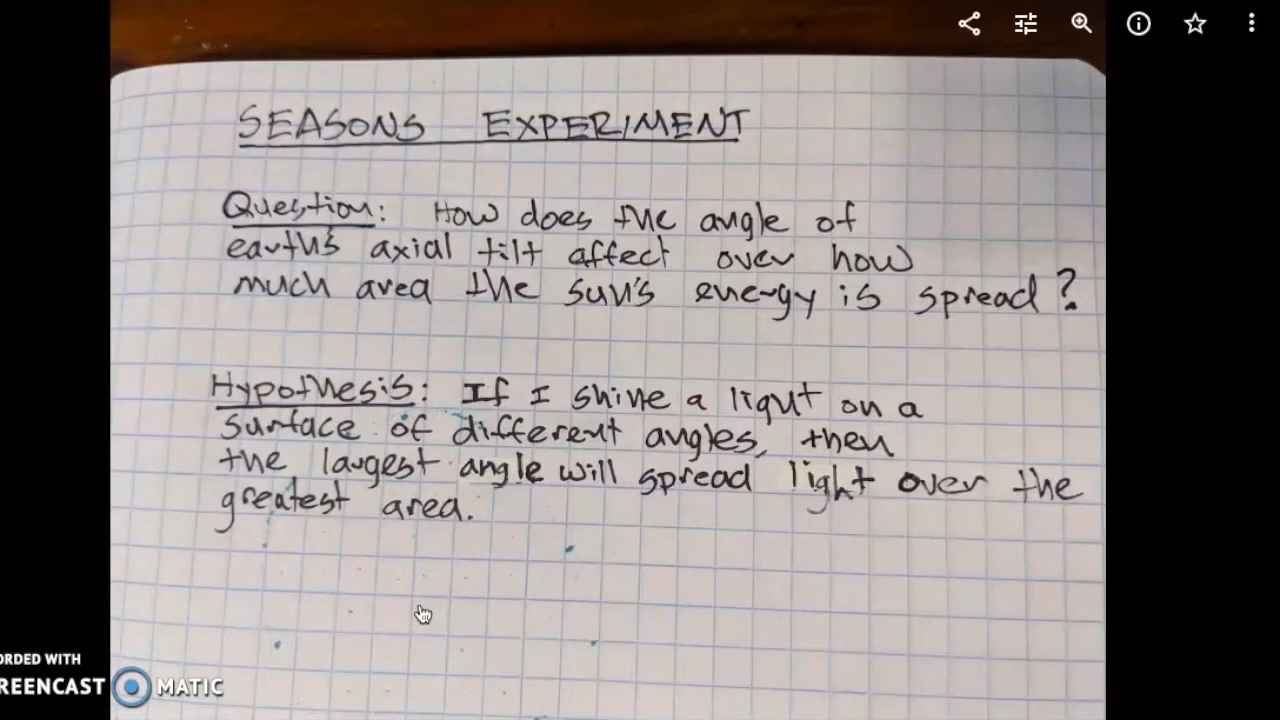 SEASONS EXPERIMENT
Question: How does the angle of
earth's axial tilt affect over how
much area the sun's energy is spread?
Hypothesis: If I shine a light on a
surface of different angles, then
the largest angle will spread light over the
greatest area.
ORDED WITH
REENCAST MATIC